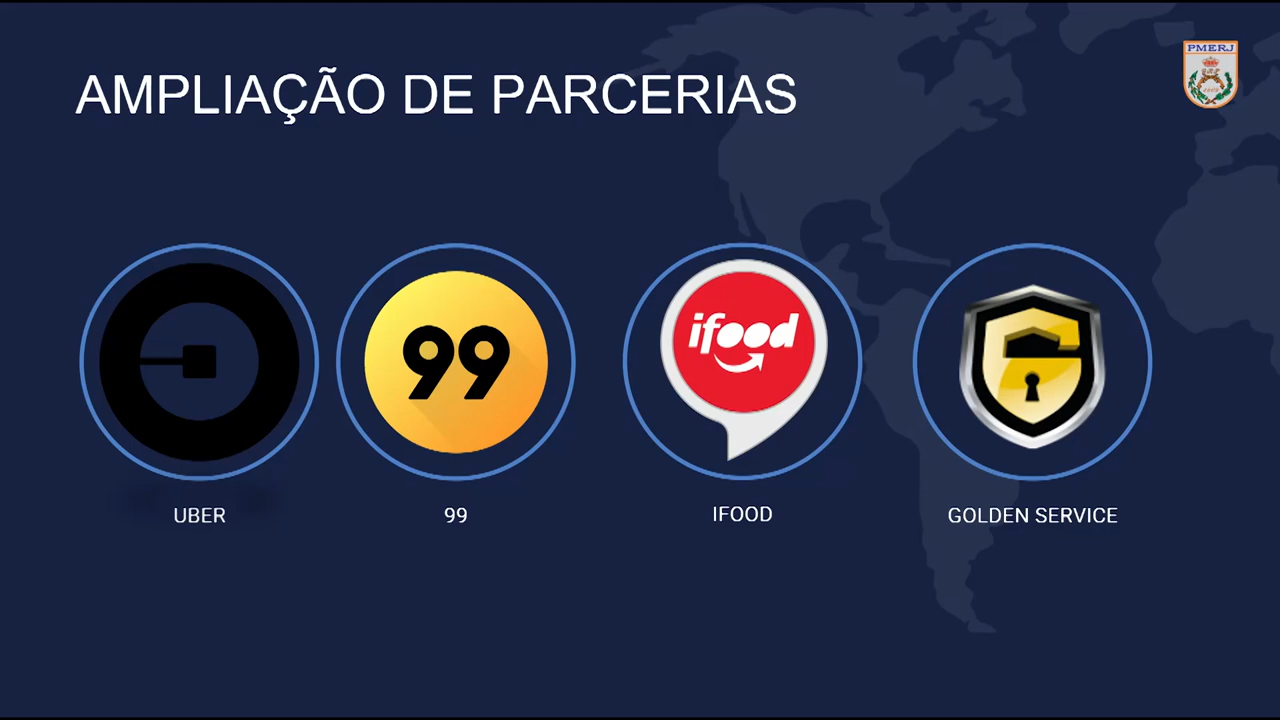 PMERJ
AMPLIAÇÃO DE PARCERIAS
99
ifood
UBER
99
IFOOD
GOLDEN SERVICE